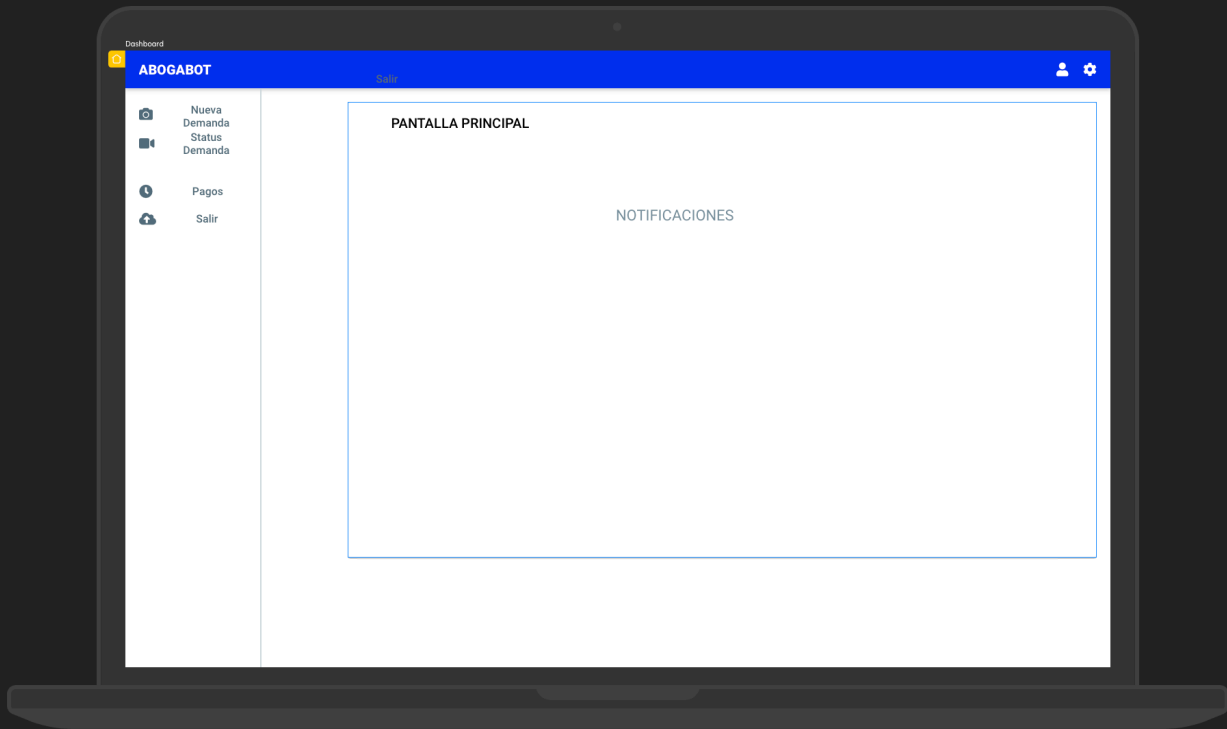 Dashboard
ABOGABOT
Salir
Nueva
Demanda
Status
Demanda
Pagos
Salir
PANTALLA PRINCIPAL
NOTIFICACIONES